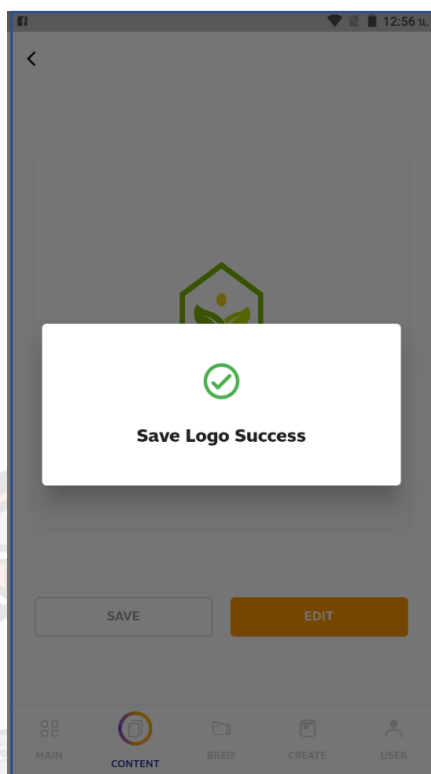 12:56 น.
Save Logo Success
SAVE
EDIT
MAIN
CONTENT
BREIF
CREATE
USER